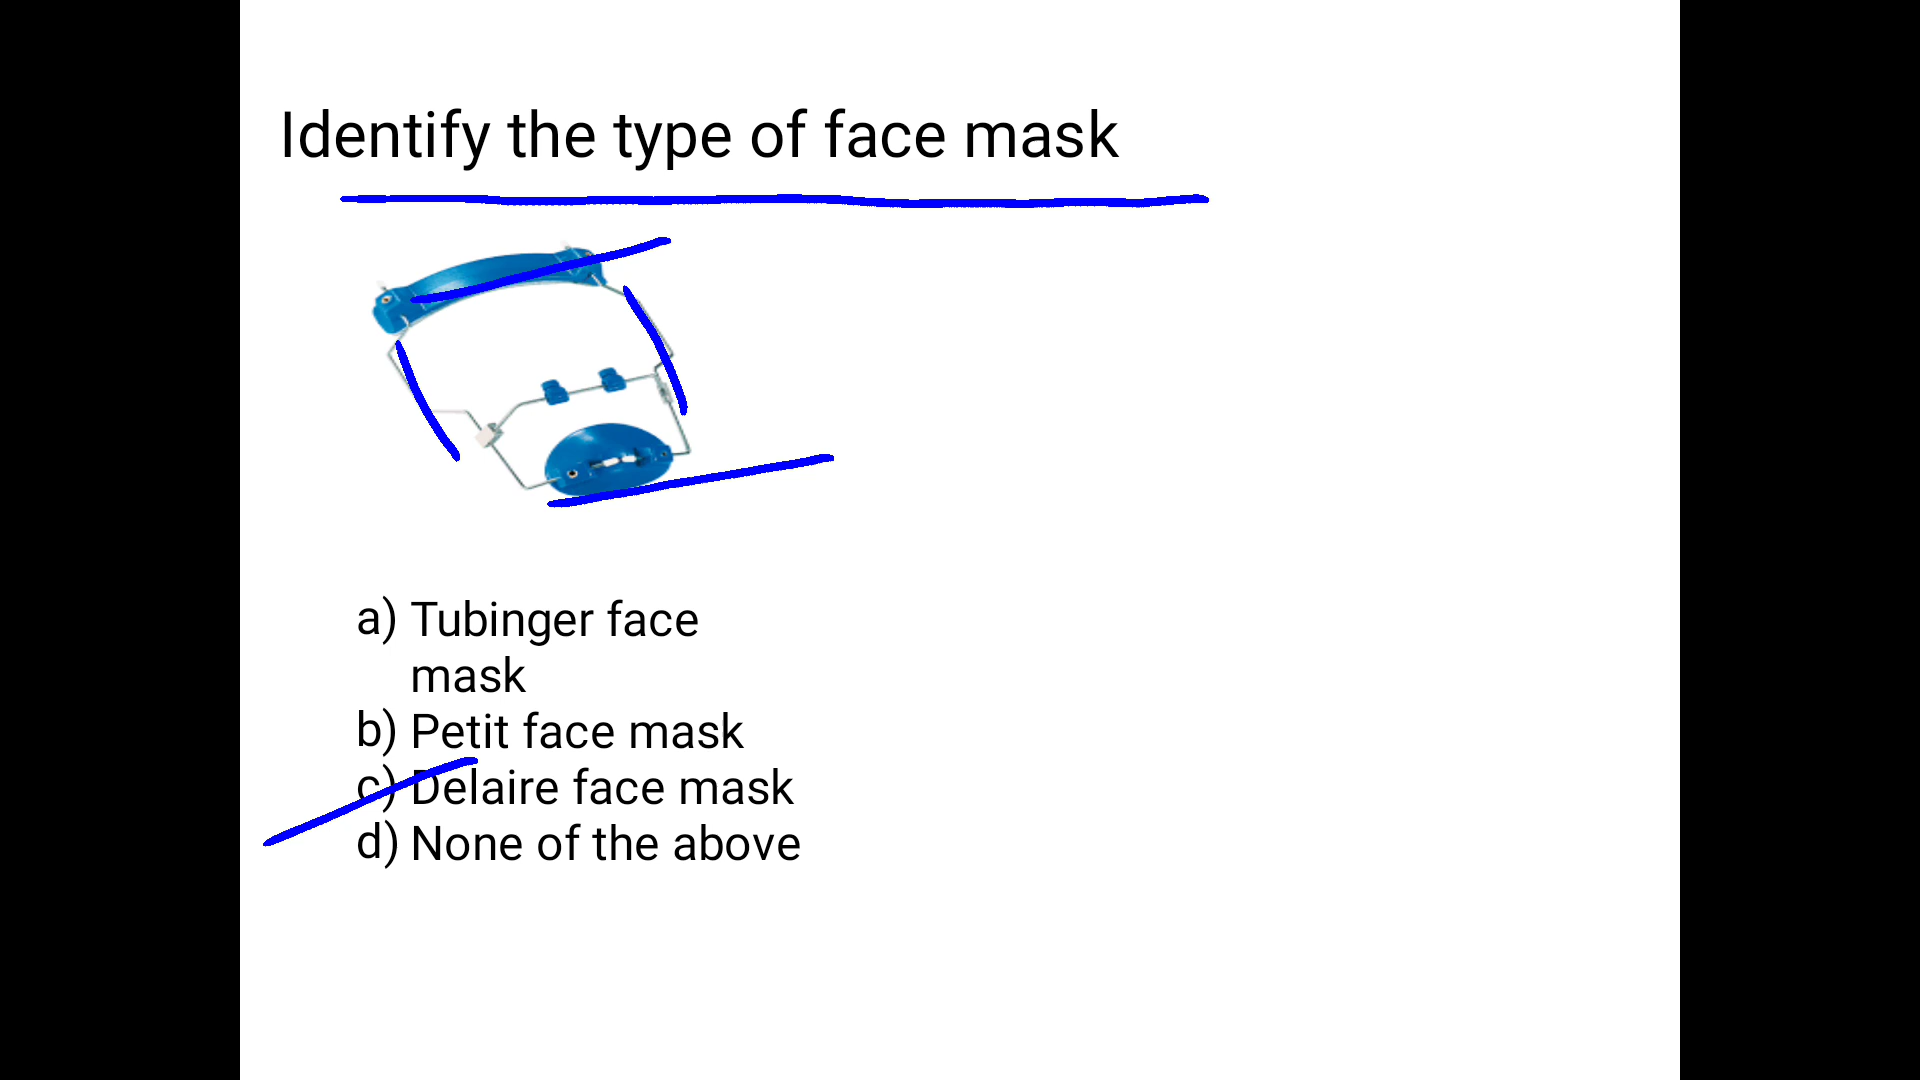 Identify the type of face mask
a) Tubinger face
mask
b) Petit face mask
c) Delaire face mask
d) None of the above